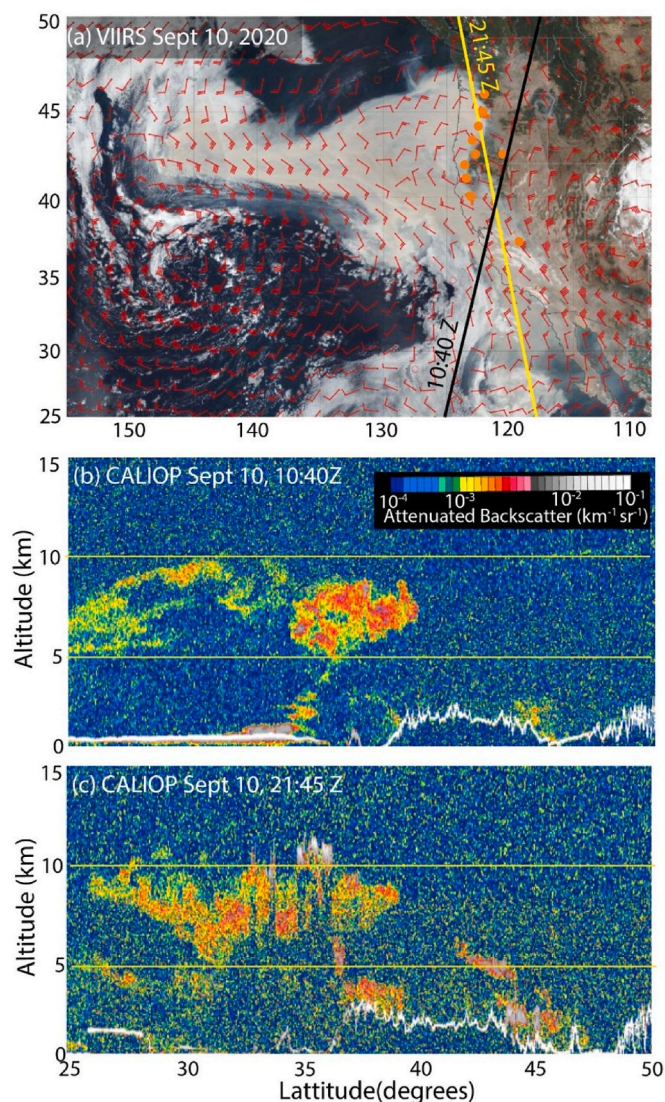 50
(a) VIIRS Sept 10, 2020
21:45 Z
45
40
35
30
10:40 Z
25
150 140 130 120 110
15
(b) CALIOP Sept 10, 10:40Z
10⁻⁴ 10⁻³ 10⁻² 10⁻¹
Attenuated Backscatter (km⁻¹ sr⁻¹)
10
Altitude (km)
5
0
15
(c) CALIOP Sept 10, 21:45 Z
10
Altitude (km)
5
0
25 30 35 40 45 50
Lattitude(degrees)